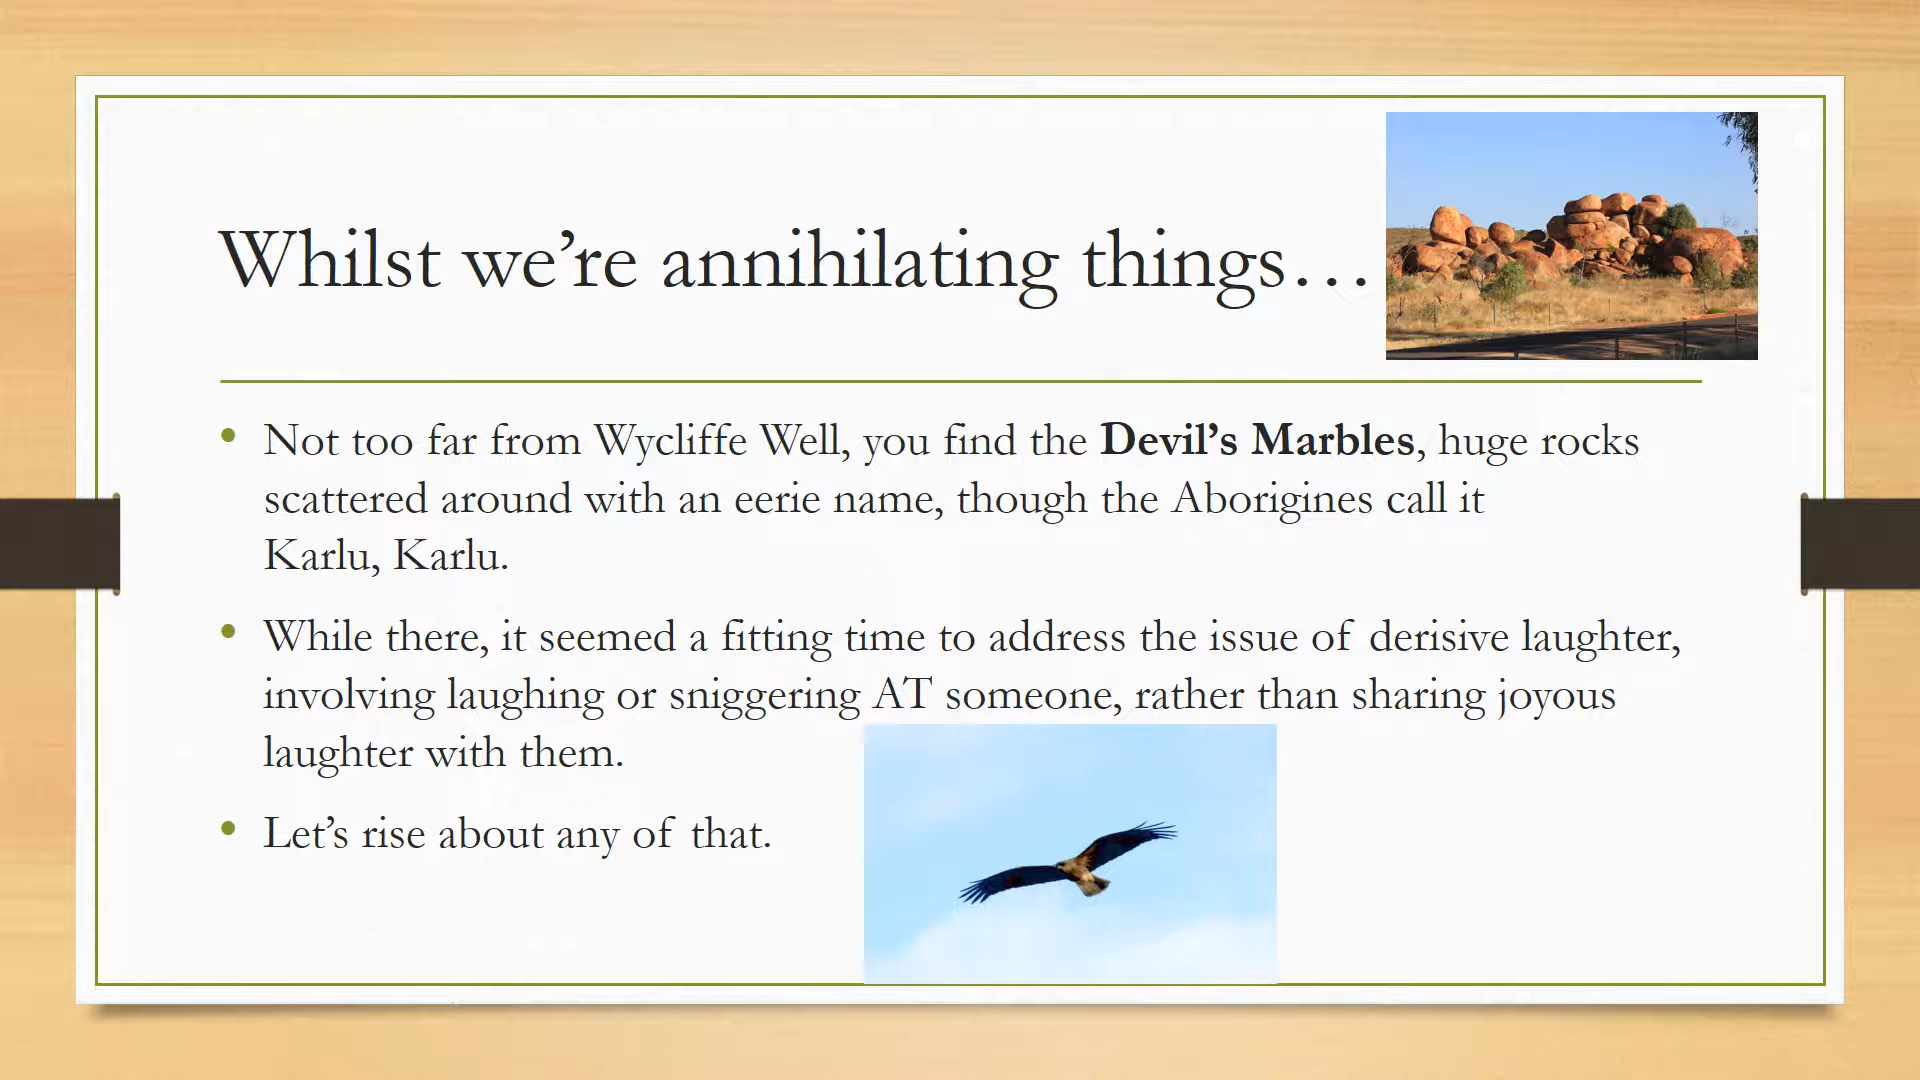 Whilst we’re annihilating things…
• Not too far from Wycliffe Well, you find the Devil’s Marbles, huge rocks
scattered around with an eerie name, though the Aborigines call it
Karlu, Karlu.
• While there, it seemed a fitting time to address the issue of derisive laughter,
involving laughing or sniggering AT someone, rather than sharing joyous
laughter with them.
• Let’s rise about any of that.